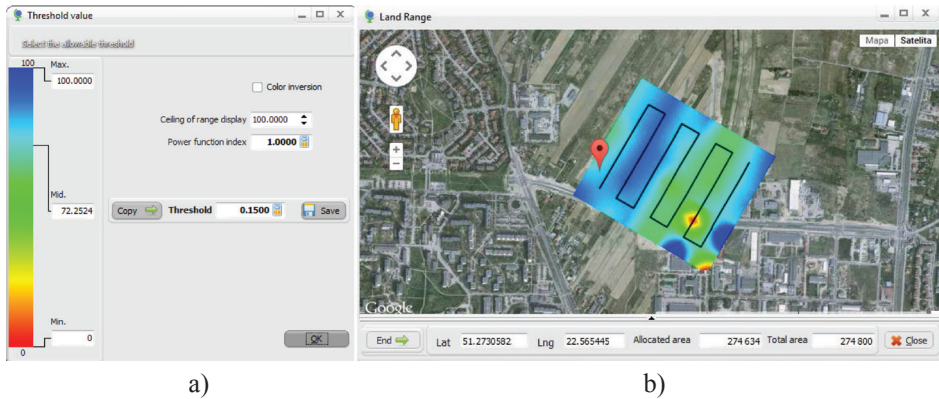 Threshold value
Select the allowable threshold
100
Max.
100.0000
Color inversion
Ceiling of range display 100.0000
Power function index 1.0000
Mid.
72.2524
Copy Threshold 0.1500 Save
Min.
0
0
OK
Land Range
Mapa Satelita
Google
End Lat 51.2730582 Lng 22.565445 Allocated area 274 634 Total area 274 800 Close
a) b)